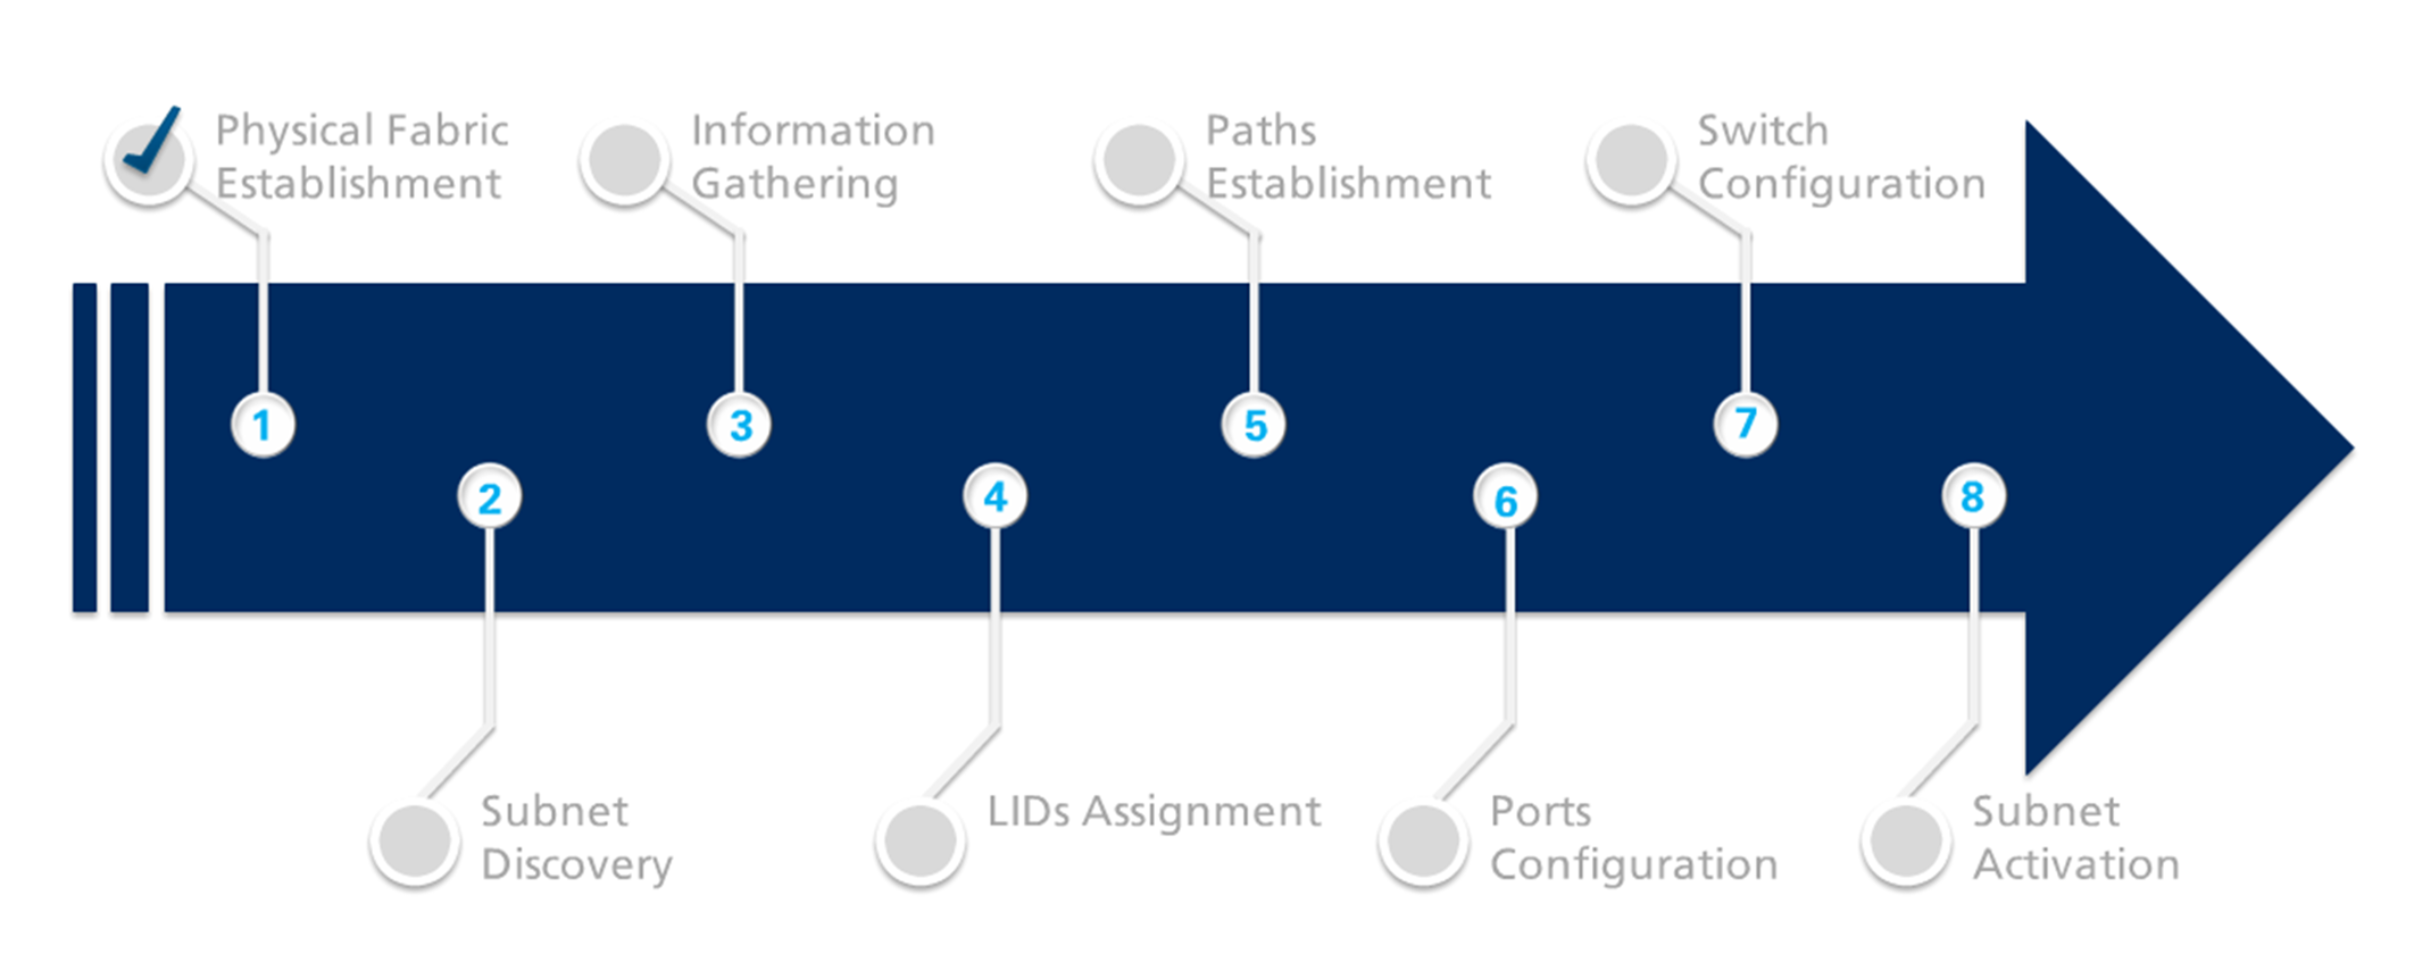 Physical Fabric
Establishment
Information
Gathering
Paths
Establishment
Switch
Configuration
1
3
5
7
2
4
6
8
Subnet
Discovery
LIDs Assignment
Ports
Configuration
Subnet
Activation